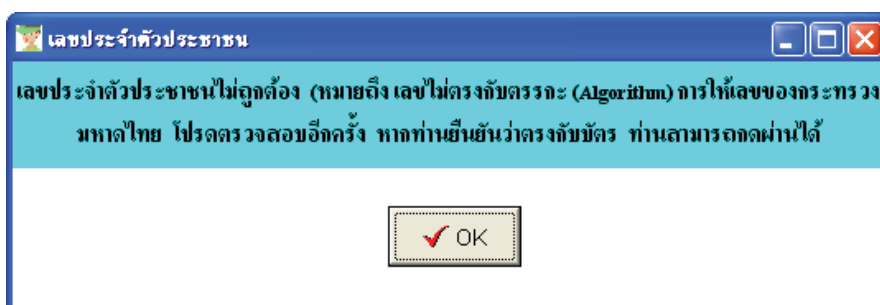 เลขประจำตัวประชาชน
เลขประจำตัวประชาชนไม่ถูกต้อง (หมายถึง เลขไม่ตรงกับตรรกะ (Algorithm) การให้เลขของกระทรวง
มหาดไทย โปรดตรวจสอบอีกครั้ง หากท่านยืนยันว่าตรงกับบัตร ท่านสามารถกดผ่านได้
OK